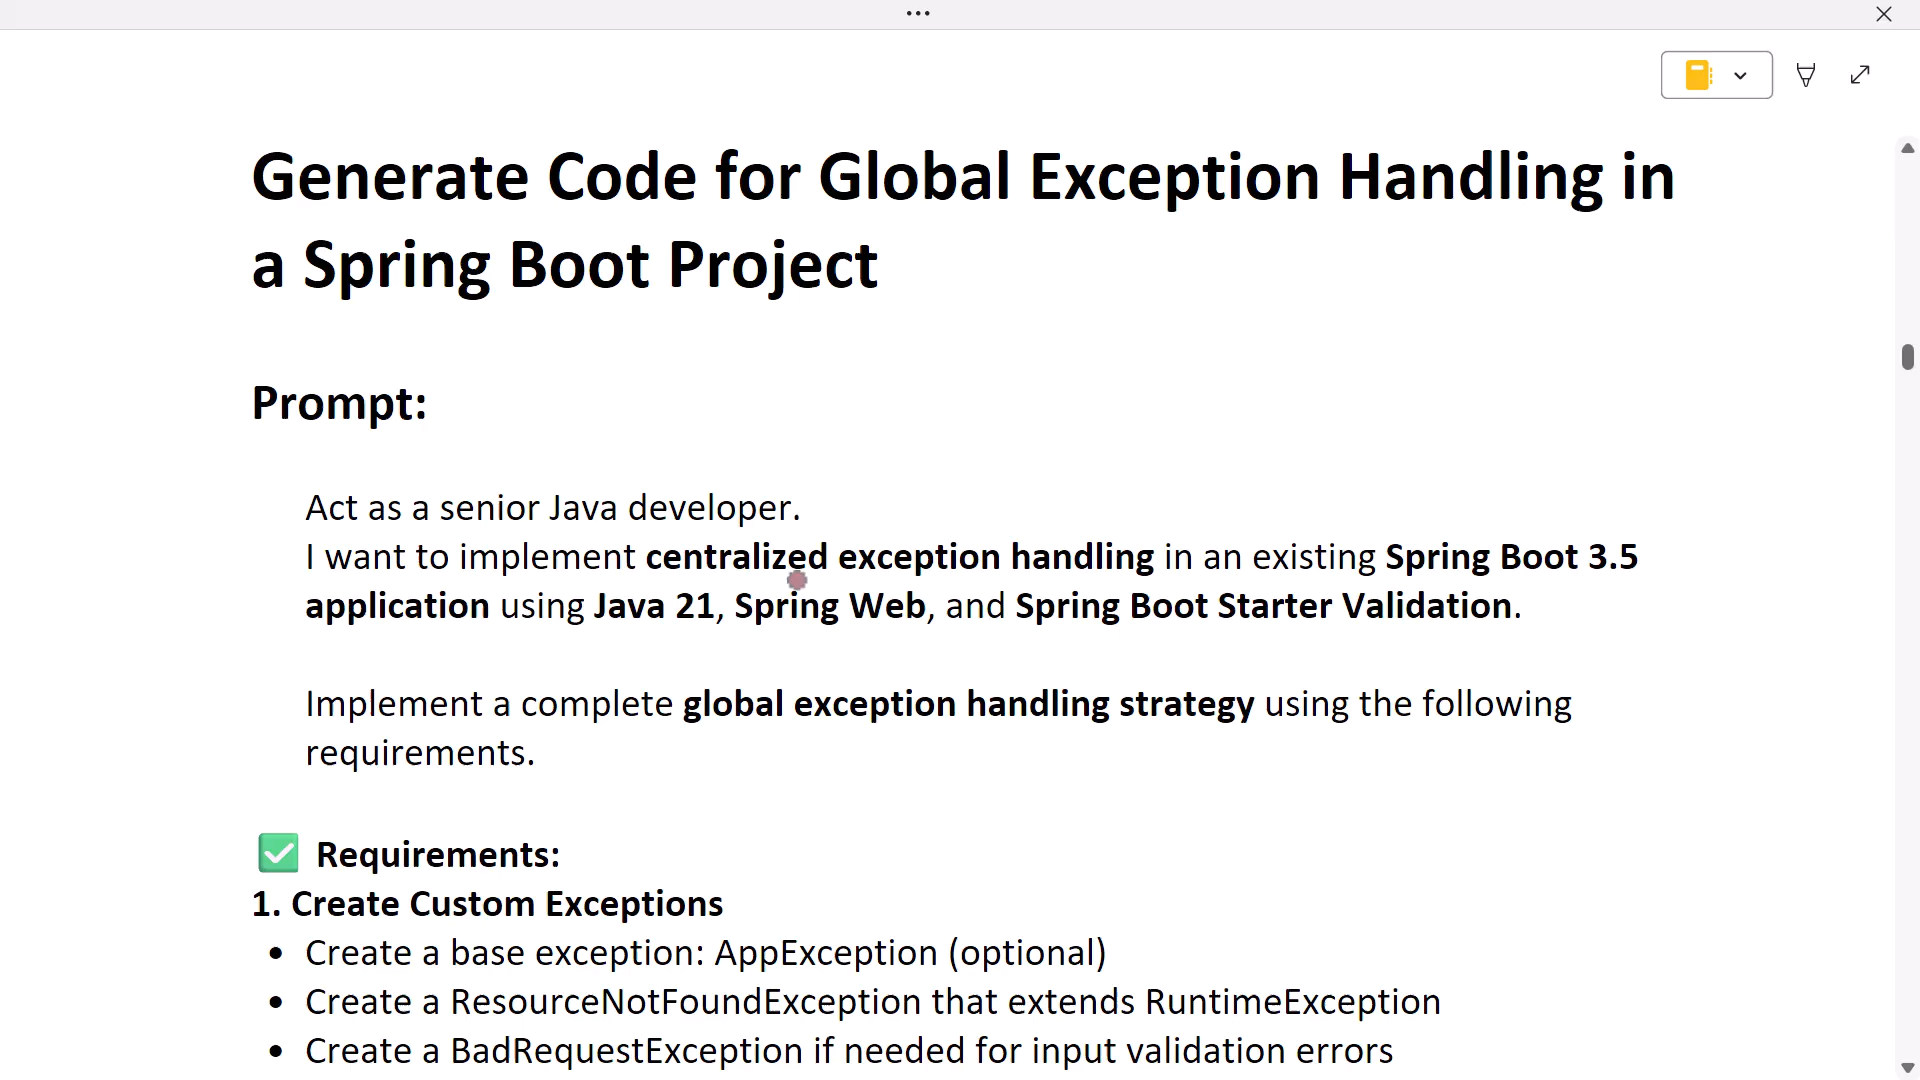 Generate Code for Global Exception Handling in
a Spring Boot Project
Prompt:
Act as a senior Java developer.
I want to implement centralized exception handling in an existing Spring Boot 3.5
application using Java 21, Spring Web, and Spring Boot Starter Validation.
Implement a complete global exception handling strategy using the following
requirements.
✅ Requirements:
1. Create Custom Exceptions
• Create a base exception: AppException (optional)
• Create a ResourceNotFoundException that extends RuntimeException
• Create a BadRequestException if needed for input validation errors